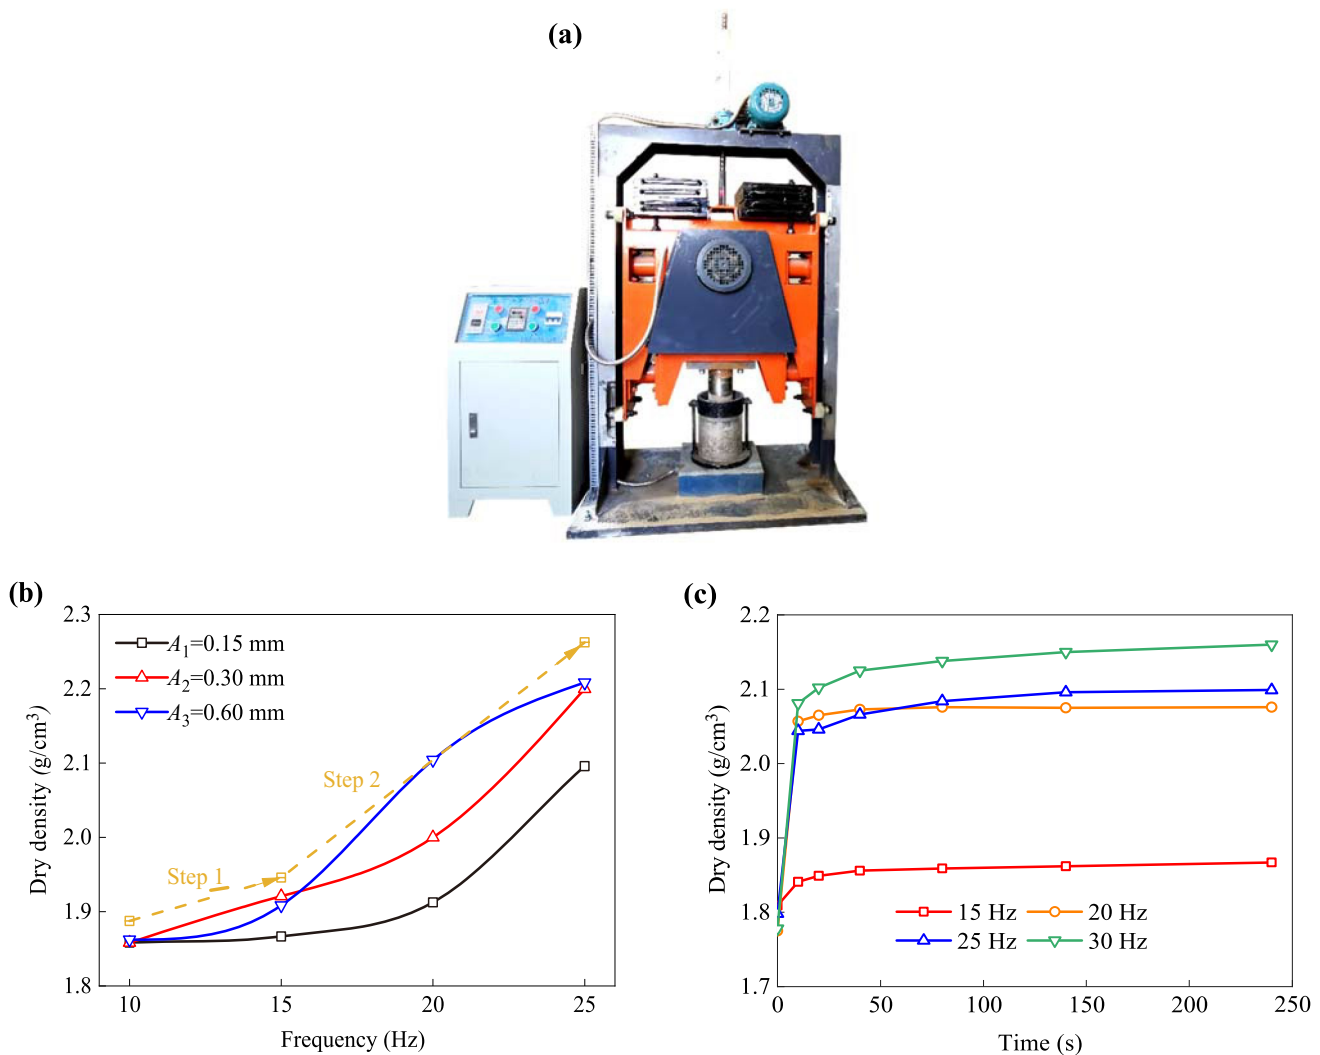 (a)
(b)
2.3
2.2
2.1
2.0
1.9
1.8
Dry density (g/cm³)
A₁=0.15 mm
A₂=0.30 mm
A₃=0.60 mm
Step 1
Step 2
10 15 20 25
Frequency (Hz)
(c)
2.2
2.1
2.0
1.9
1.8
1.7
Dry density (g/cm³)
15 Hz 20 Hz
25 Hz 30 Hz
0 50 100 150 200 250
Time (s)